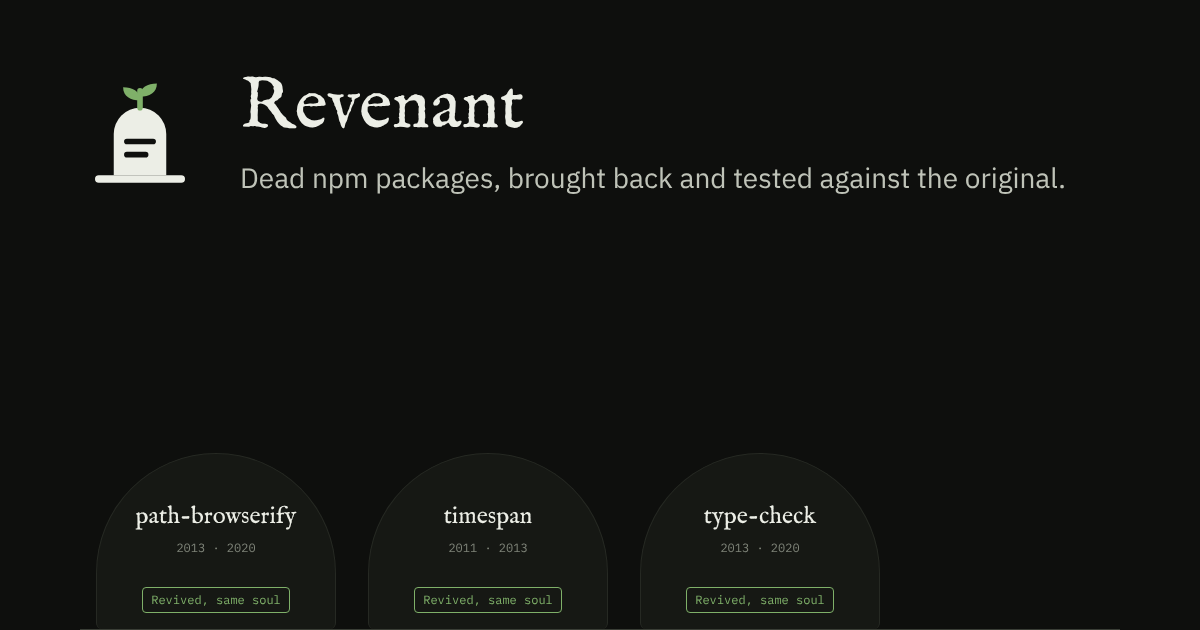 Revenant
Dead npm packages, brought back and tested against the original.
path-browserify
2013 · 2020
Revived, same soul
timespan
2011 · 2013
Revived, same soul
type-check
2013 · 2020
Revived, same soul